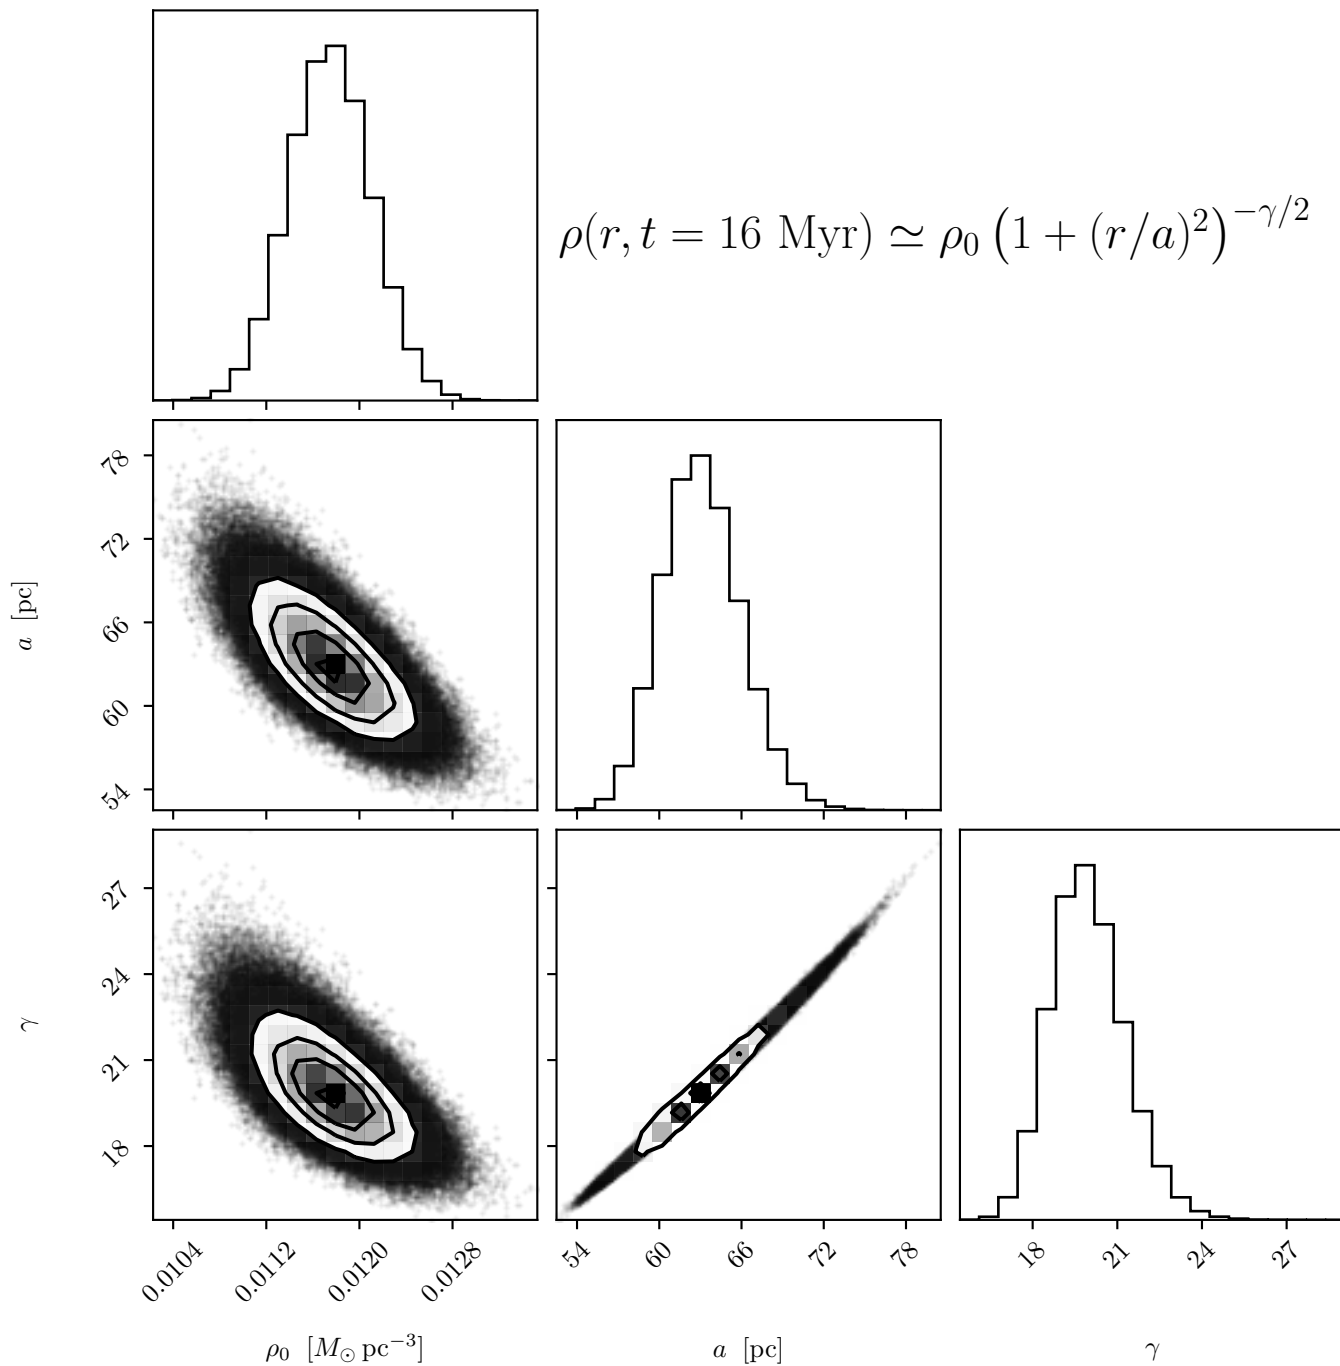 ρ(r, t = 16 Myr) ≃ ρ₀ (1 + (r/a)²)^{−γ/2}
78
72
66
60
54
a [pc]
27
24
21
18
γ
0.0104 0.0112 0.0120 0.0128
54 60 66 72 78
18 21 24 27
ρ₀ [M⊙ pc⁻³]
a [pc]
γ